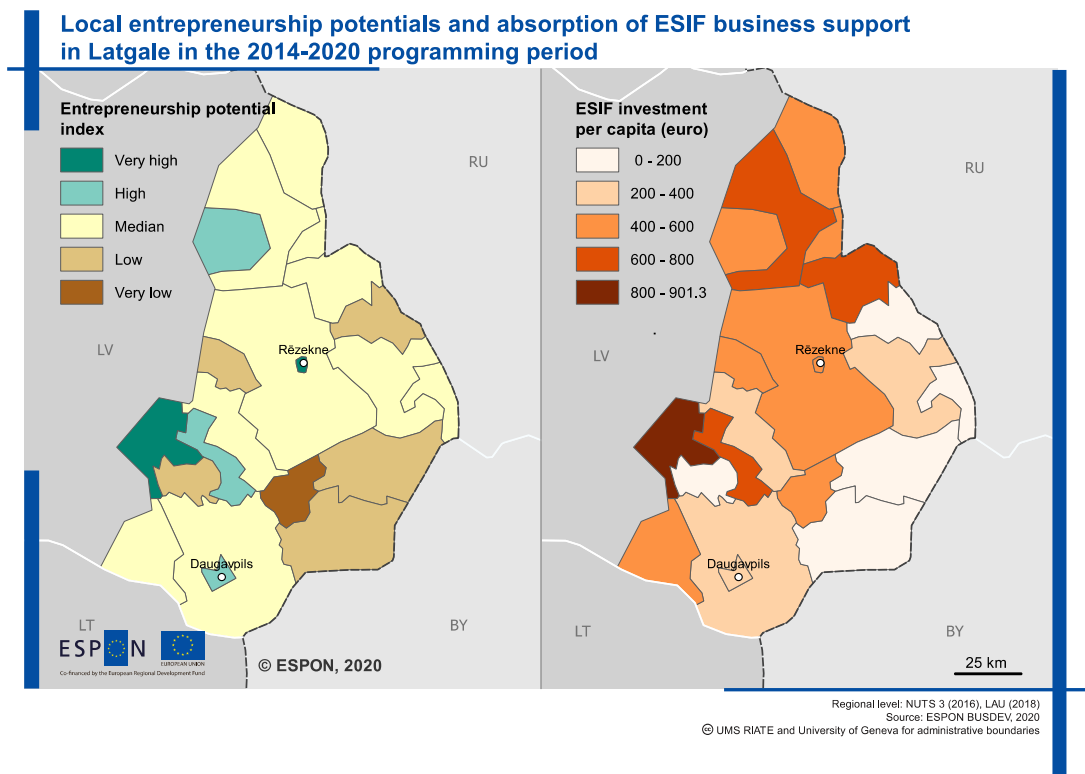 Local entrepreneurship potentials and absorption of ESIF business support
in Latgale in the 2014-2020 programming period
Entrepreneurship potential
index
Very high
High
Median
Low
Very low
RU
LV
Rēzekne
Daugavpils
LT
BY
ESPON
EUROPEAN UNION
Co-financed by the European Regional Development Fund
© ESPON, 2020
ESIF investment
per capita (euro)
0 - 200
200 - 400
400 - 600
600 - 800
800 - 901.3
RU
LV
Rēzekne
Daugavpils
LT
BY
25 km
Regional level: NUTS 3 (2016), LAU (2018)
Source: ESPON BUSDEV, 2020
㏄ UMS RIATE and University of Geneva for administrative boundaries